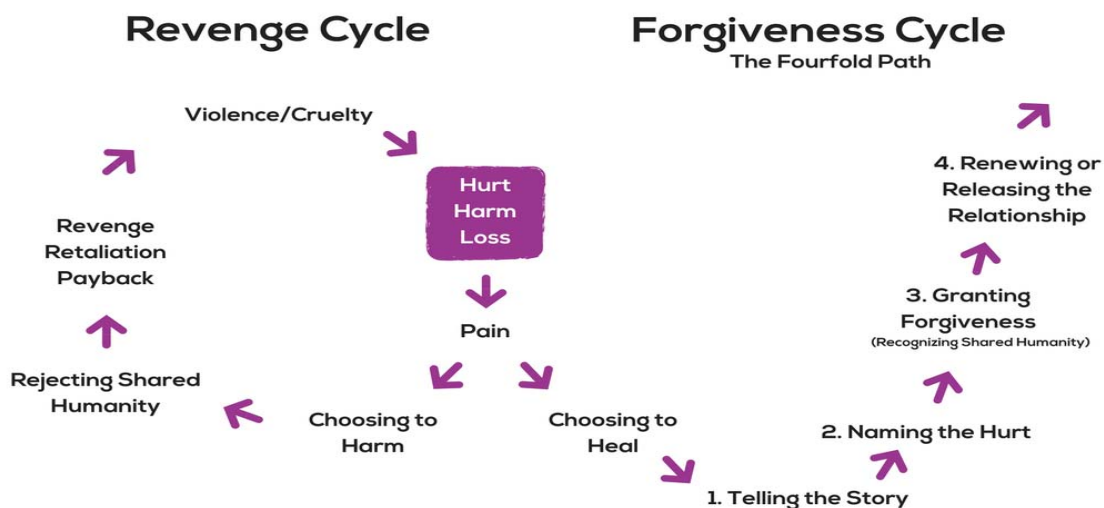 Revenge Cycle
Violence/Cruelty
Hurt
Harm
Loss
Pain
Choosing to
Harm
Rejecting Shared
Humanity
Revenge
Retaliation
Payback
Forgiveness Cycle
The Fourfold Path
Choosing to
Heal
1. Telling the Story
2. Naming the Hurt
3. Granting
Forgiveness
(Recognizing Shared Humanity)
4. Renewing or
Releasing the
Relationship